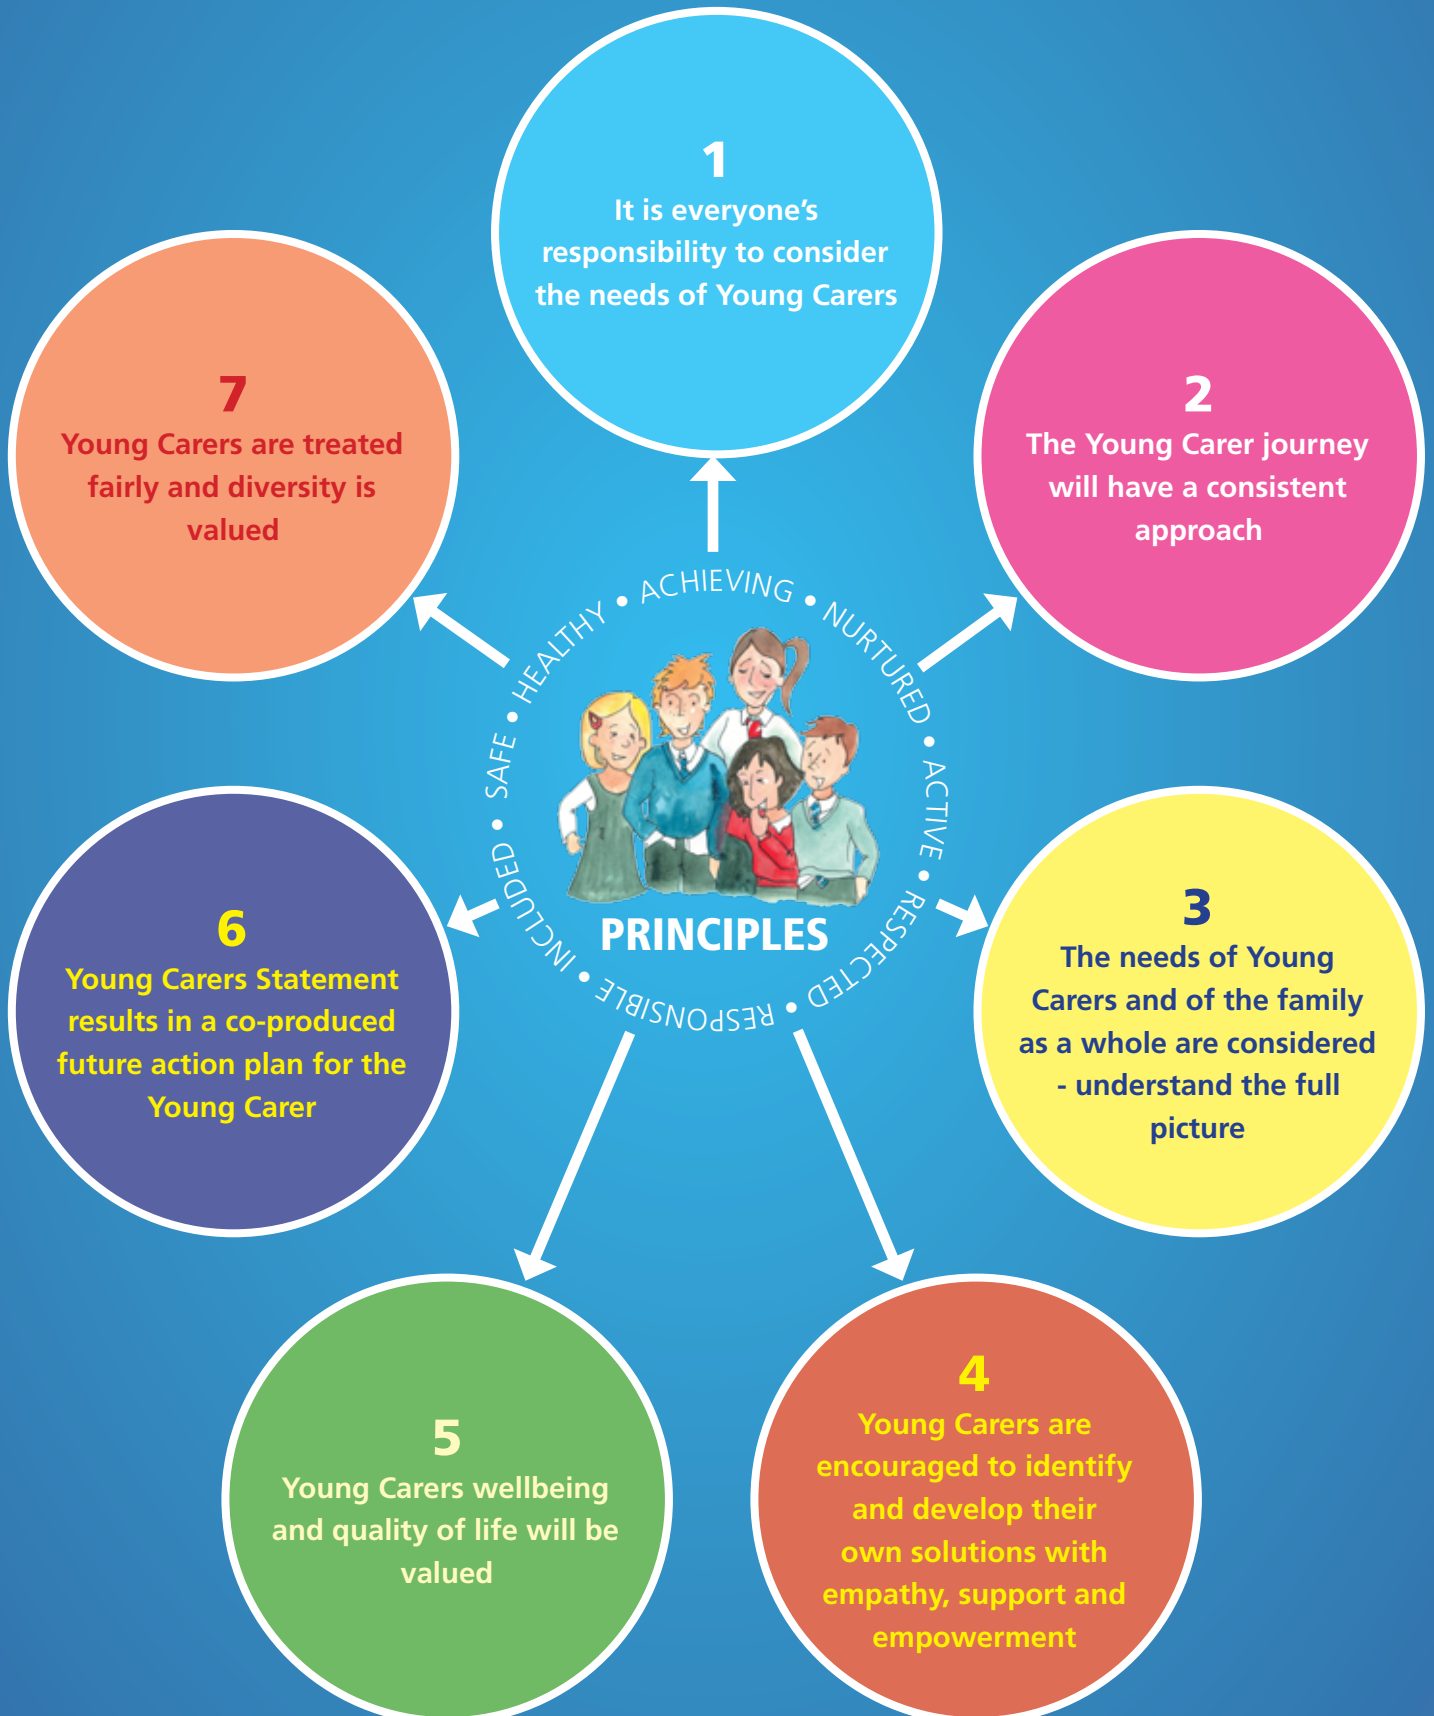 1
It is everyone’s
responsibility to consider
the needs of Young Carers
2
The Young Carer journey
will have a consistent
approach
3
The needs of Young
Carers and of the family
as a whole are considered
- understand the full
picture
4
Young Carers are
encouraged to identify
and develop their
own solutions with
empathy, support and
empowerment
5
Young Carers wellbeing
and quality of life will be
valued
6
Young Carers Statement
results in a co-produced
future action plan for the
Young Carer
7
Young Carers are treated
fairly and diversity is
valued
SAFE • HEALTHY • ACHIEVING • NURTURED • ACTIVE • RESPECTED • RESPONSIBLE • INCLUDED •
PRINCIPLES